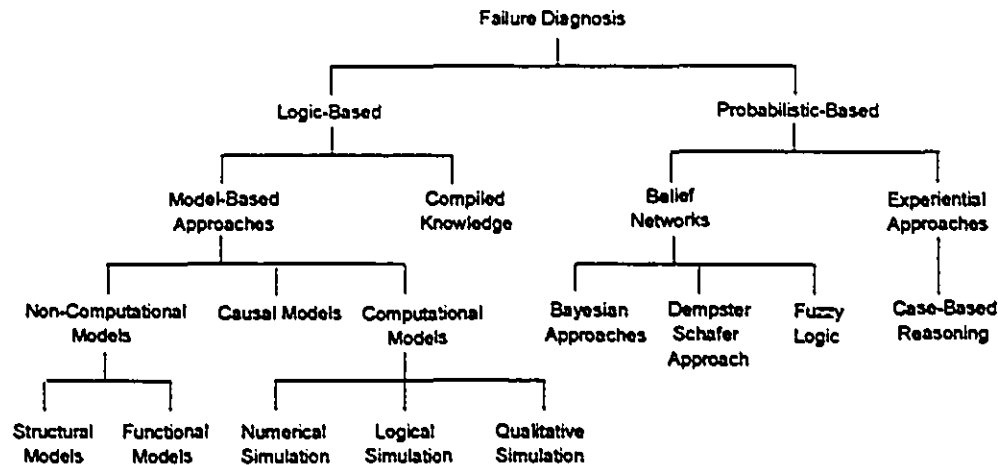 Failure Diagnosis
Logic-Based
Probabilistic-Based
Model-Based
Approaches
Compiled
Knowledge
Belief
Networks
Experiential
Approaches
Non-Computational
Models
Causal Models
Computational
Models
Bayesian
Approaches
Dempster
Schafer
Approach
Fuzzy
Logic
Case-Based
Reasoning
Structural
Models
Functional
Models
Numerical
Simulation
Logical
Simulation
Qualitative
Simulation